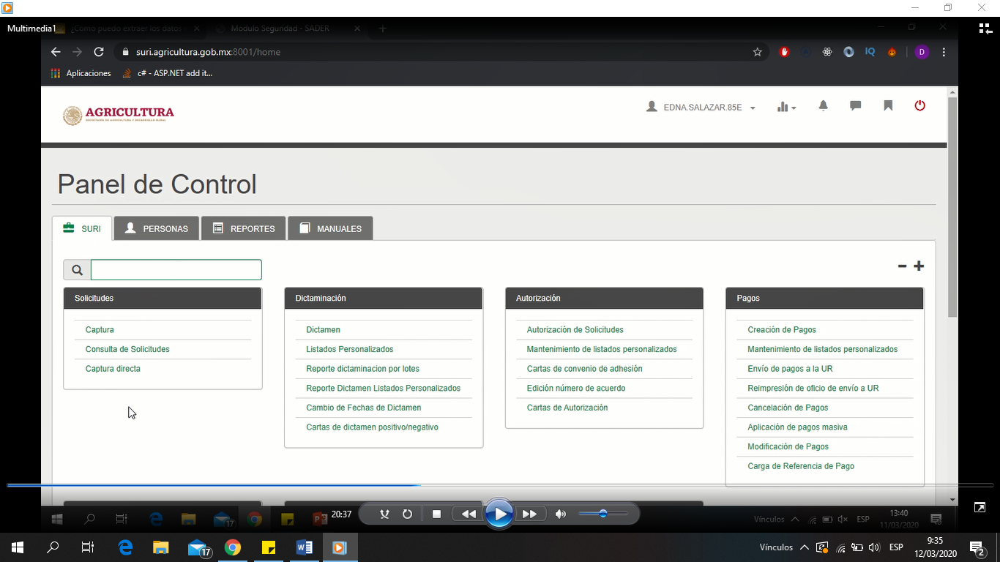 Multimedia1
¿Como puedo extraer los datos
Modulo Seguridad - SADER
suri.agricultura.gob.mx:8001/home
IQ
D
Aplicaciones
c# - ASP.NET add it...
AGRICULTURA
SECRETARÍA DE AGRICULTURA Y DESARROLLO RURAL
EDNA.SALAZAR.85E
Panel de Control
SURI
PERSONAS
REPORTES
MANUALES
Solicitudes
Captura
Consulta de Solicitudes
Captura directa
Dictaminación
Dictamen
Listados Personalizados
Reporte dictaminacion por lotes
Reporte Dictamen Listados Personalizados
Cambio de Fechas de Dictamen
Cartas de dictamen positivo/negativo
Autorización
Autorización de Solicitudes
Mantenimiento de listados personalizados
Cartas de convenio de adhesión
Edición número de acuerdo
Cartas de Autorización
Pagos
Creación de Pagos
Mantenimiento de listados personalizados
Envío de pagos a la UR
Reimpresión de oficio de envío a UR
Cancelación de Pagos
Aplicación de pagos masiva
Modificación de Pagos
Carga de Referencia de Pago
17
20:37
Vínculos
ESP
13:40
11/03/2020
17
Vínculos
ESP
9:35
12/03/2020
2